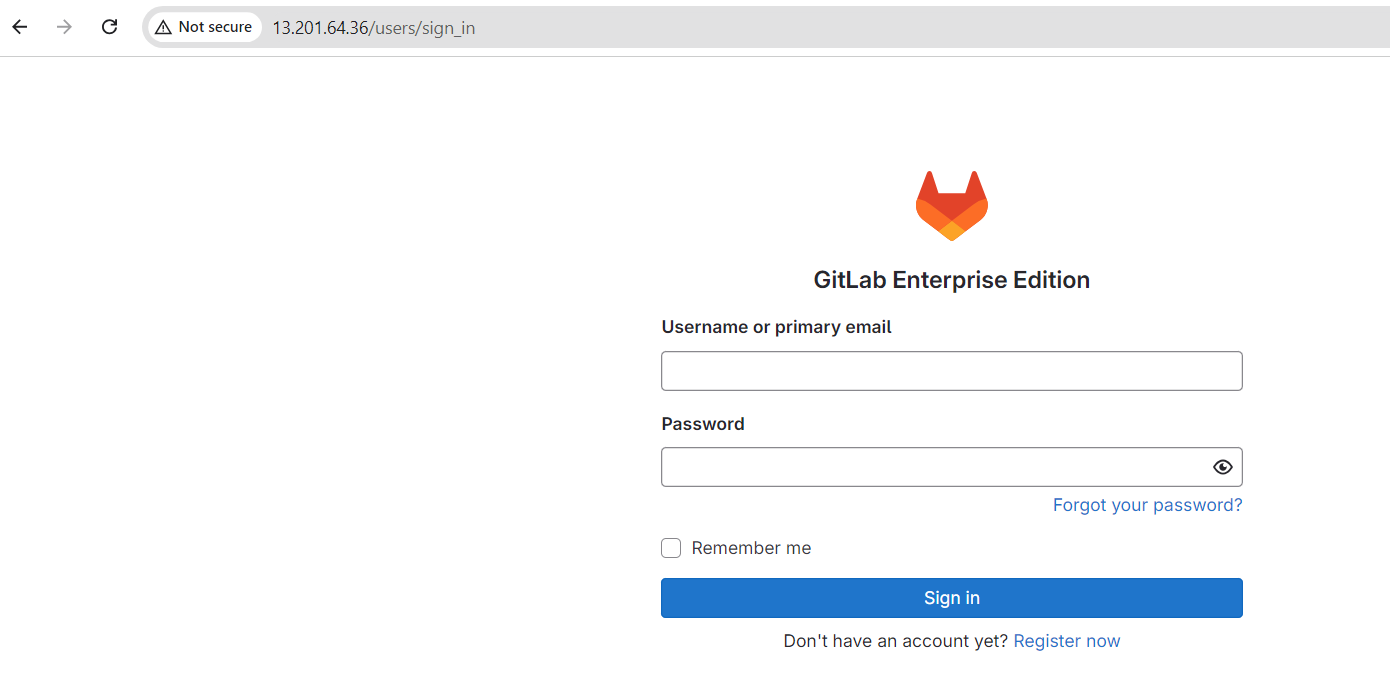 Not secure 13.201.64.36/users/sign_in
GitLab Enterprise Edition
Username or primary email
Password
Forgot your password?
Remember me
Sign in
Don't have an account yet? Register now